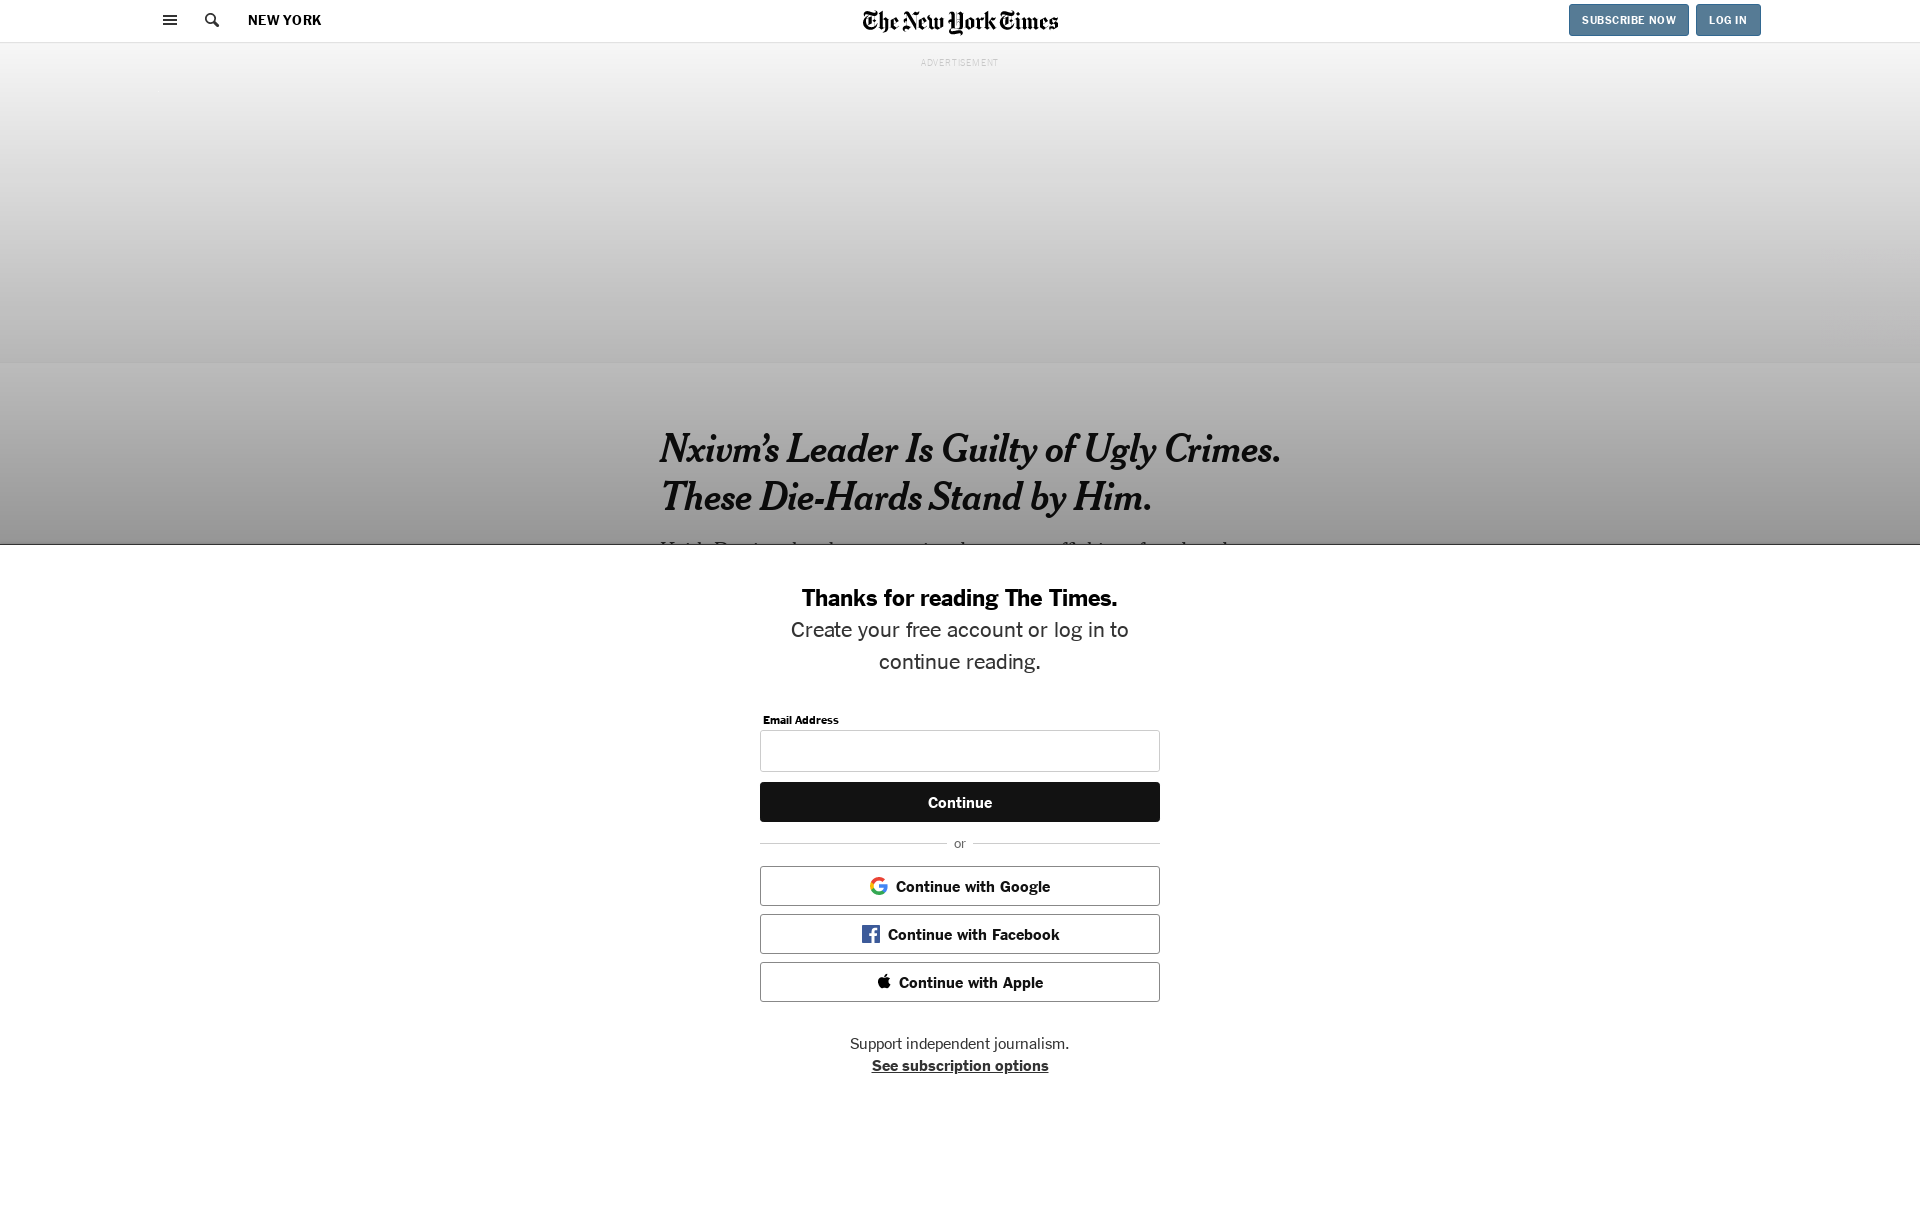 NEW YORK
The New York Times
SUBSCRIBE NOW
LOG IN
ADVERTISEMENT
Nxivm’s Leader Is Guilty of Ugly Crimes.
These Die-Hards Stand by Him.
Thanks for reading The Times.
Create your free account or log in to
continue reading.
Email Address
Continue
or
Continue with Google
Continue with Facebook
Continue with Apple
Support independent journalism.
See subscription options